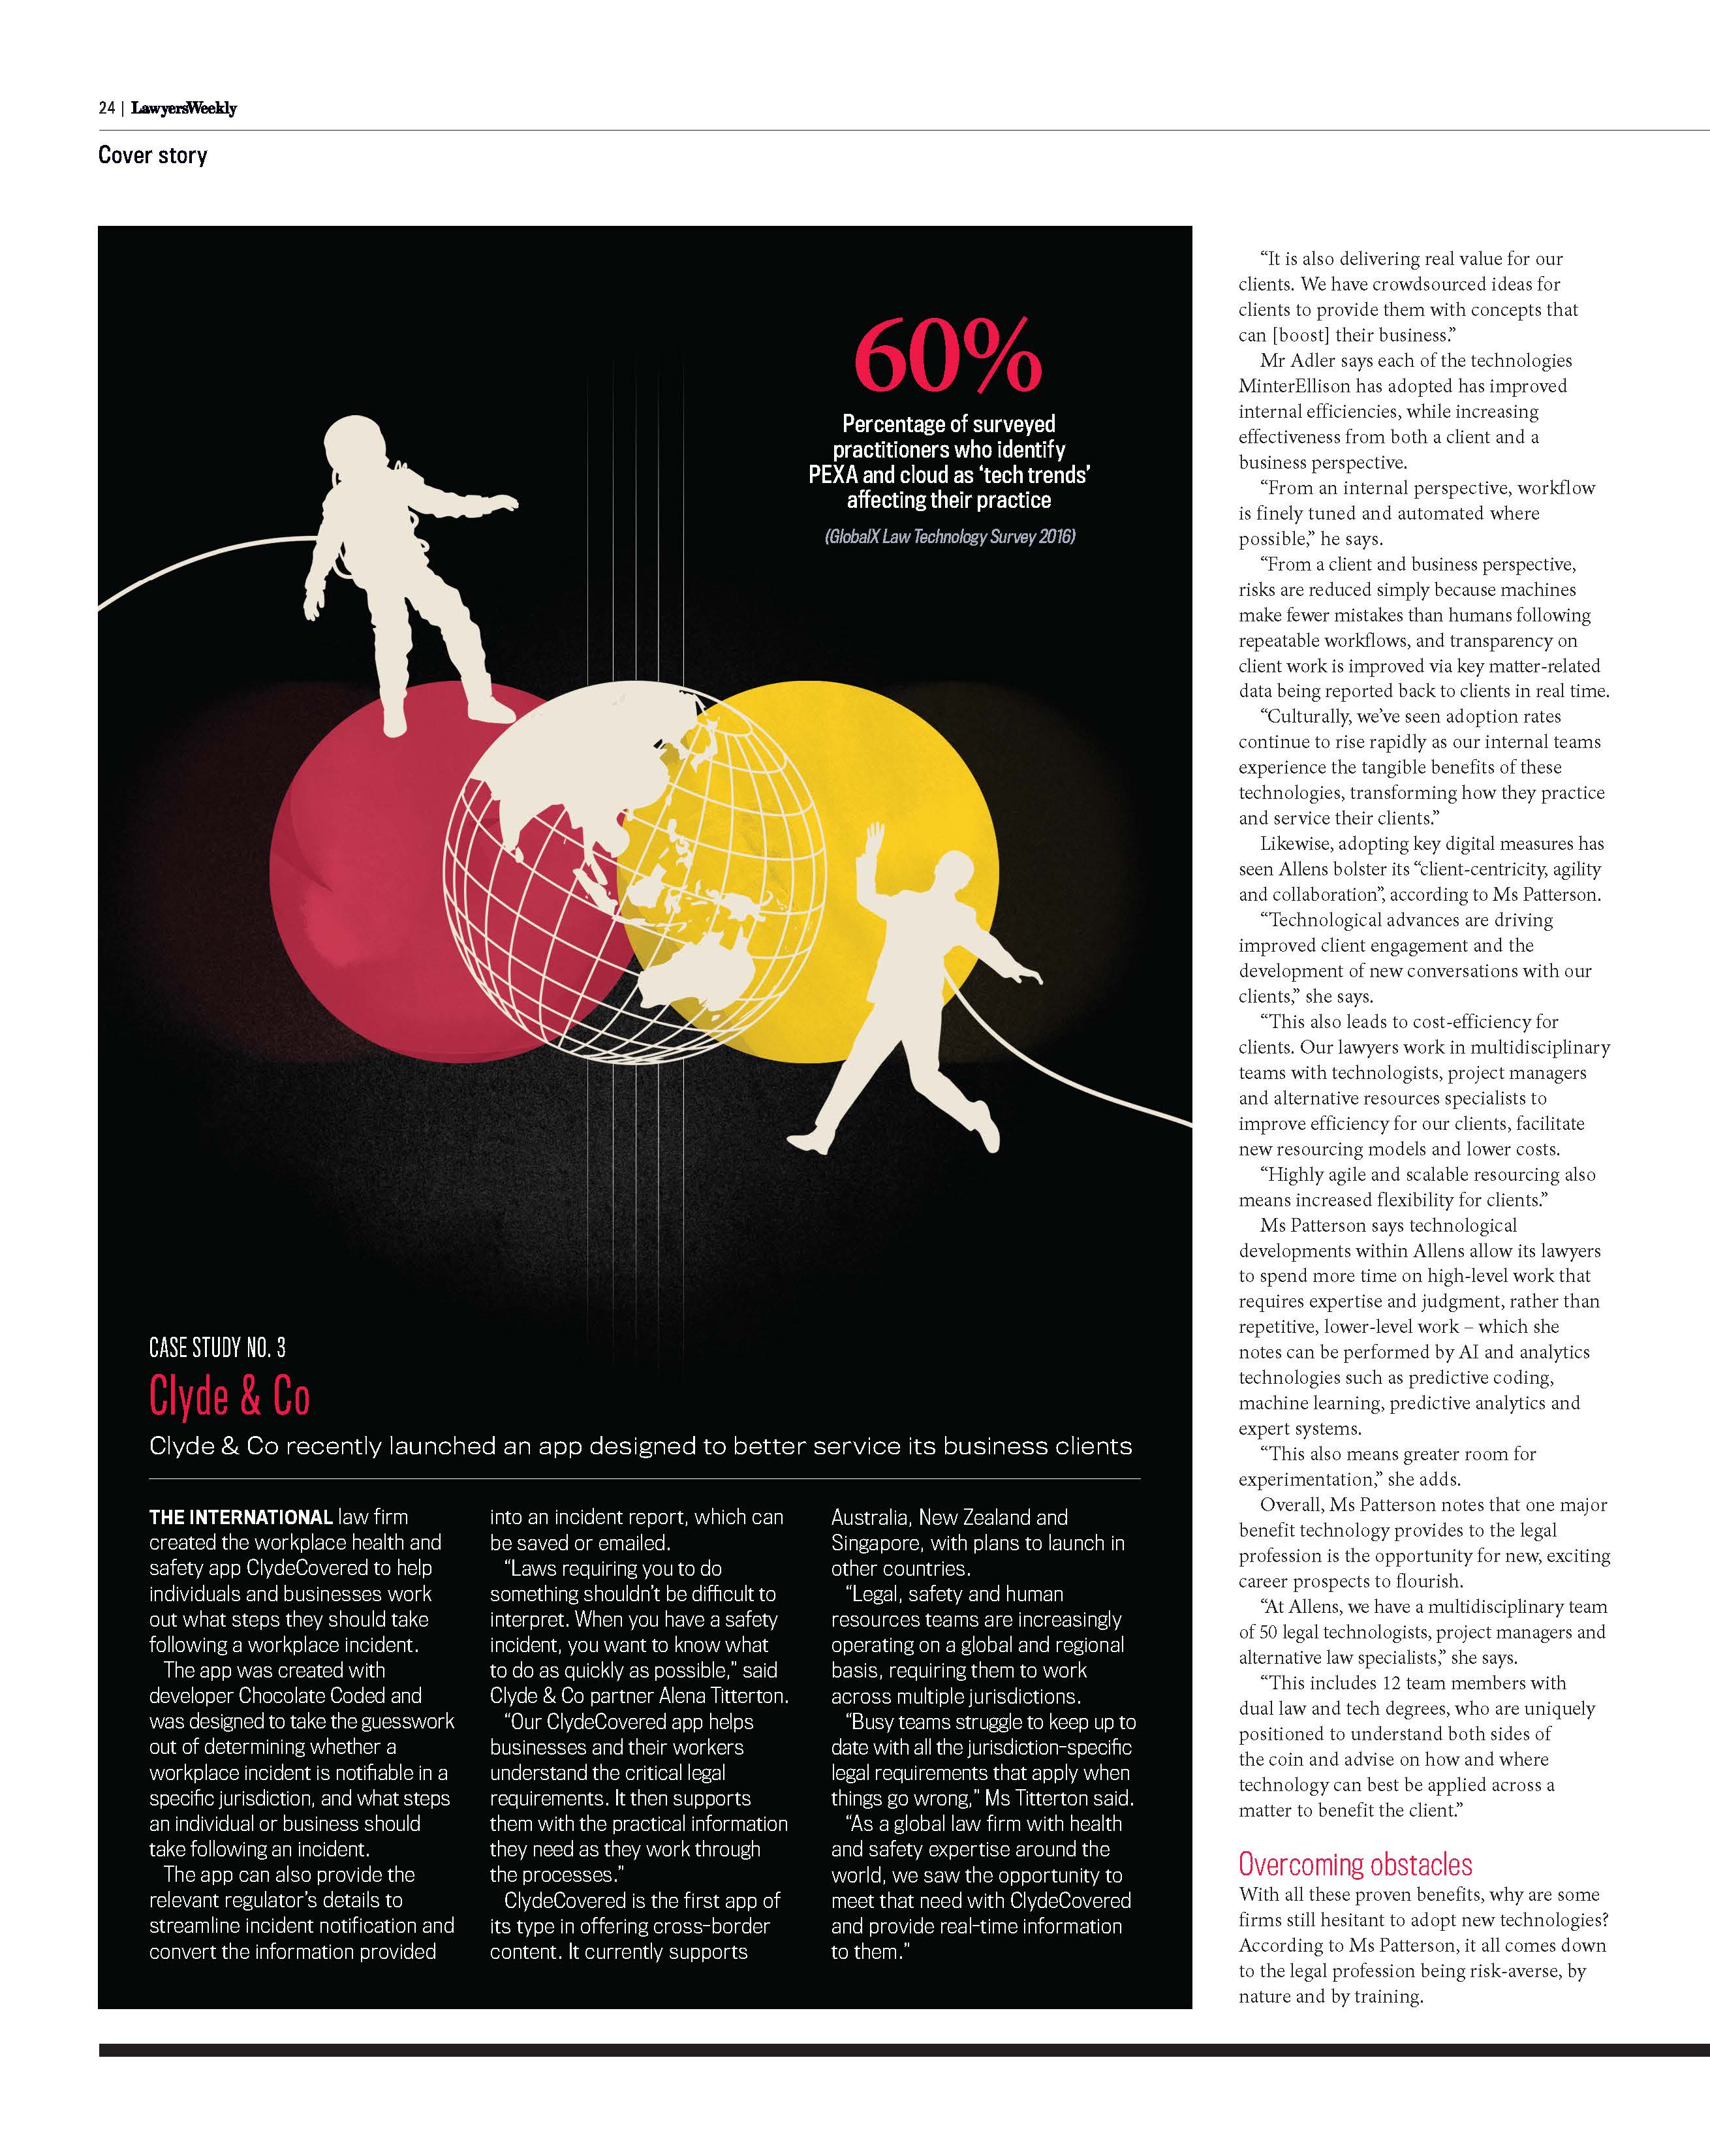 24 | LawyersWeekly
Cover story
60%
Percentage of surveyed
practitioners who identify
PEXA and cloud as ‘tech trends’
affecting their practice
(GlobalX Law Technology Survey 2016)
CASE STUDY NO. 3
Clyde & Co
Clyde & Co recently launched an app designed to better service its business clients
THE INTERNATIONAL law firm
created the workplace health and
safety app ClydeCovered to help
individuals and businesses work
out what steps they should take
following a workplace incident.
The app was created with
developer Chocolate Coded and
was designed to take the guesswork
out of determining whether a
workplace incident is notifiable in a
specific jurisdiction, and what steps
an individual or business should
take following an incident.
The app can also provide the
relevant regulator’s details to
streamline incident notification and
convert the information provided
into an incident report, which can
be saved or emailed.
“Laws requiring you to do
something shouldn’t be difficult to
interpret. When you have a safety
incident, you want to know what
to do as quickly as possible,” said
Clyde & Co partner Alena Titterton.
“Our ClydeCovered app helps
businesses and their workers
understand the critical legal
requirements. It then supports
them with the practical information
they need as they work through
the processes.”
ClydeCovered is the first app of
its type in offering cross-border
content. It currently supports
Australia, New Zealand and
Singapore, with plans to launch in
other countries.
“Legal, safety and human
resources teams are increasingly
operating on a global and regional
basis, requiring them to work
across multiple jurisdictions.
“Busy teams struggle to keep up to
date with all the jurisdiction-specific
legal requirements that apply when
things go wrong,” Ms Titterton said.
“As a global law firm with health
and safety expertise around the
world, we saw the opportunity to
meet that need with ClydeCovered
and provide real-time information
to them.”
“It is also delivering real value for our
clients. We have crowdsourced ideas for
clients to provide them with concepts that
can [boost] their business.”
Mr Adler says each of the technologies
MinterEllison has adopted has improved
internal efficiencies, while increasing
effectiveness from both a client and a
business perspective.
“From an internal perspective, workflow
is finely tuned and automated where
possible,” he says.
“From a client and business perspective,
risks are reduced simply because machines
make fewer mistakes than humans following
repeatable workflows, and transparency on
client work is improved via key matter-related
data being reported back to clients in real time.
“Culturally, we’ve seen adoption rates
continue to rise rapidly as our internal teams
experience the tangible benefits of these
technologies, transforming how they practice
and service their clients.”
Likewise, adopting key digital measures has
seen Allens bolster its “client-centricity, agility
and collaboration”, according to Ms Patterson.
“Technological advances are driving
improved client engagement and the
development of new conversations with our
clients,” she says.
“This also leads to cost-efficiency for
clients. Our lawyers work in multidisciplinary
teams with technologists, project managers
and alternative resources specialists to
improve efficiency for our clients, facilitate
new resourcing models and lower costs.
“Highly agile and scalable resourcing also
means increased flexibility for clients.”
Ms Patterson says technological
developments within Allens allow its lawyers
to spend more time on high-level work that
requires expertise and judgment, rather than
repetitive, lower-level work – which she
notes can be performed by AI and analytics
technologies such as predictive coding,
machine learning, predictive analytics and
expert systems.
“This also means greater room for
experimentation,” she adds.
Overall, Ms Patterson notes that one major
benefit technology provides to the legal
profession is the opportunity for new, exciting
career prospects to flourish.
“At Allens, we have a multidisciplinary team
of 50 legal technologists, project managers and
alternative law specialists,” she says.
“This includes 12 team members with
dual law and tech degrees, who are uniquely
positioned to understand both sides of
the coin and advise on how and where
technology can best be applied across a
matter to benefit the client.”
Overcoming obstacles
With all these proven benefits, why are some
firms still hesitant to adopt new technologies?
According to Ms Patterson, it all comes down
to the legal profession being risk-averse, by
nature and by training.